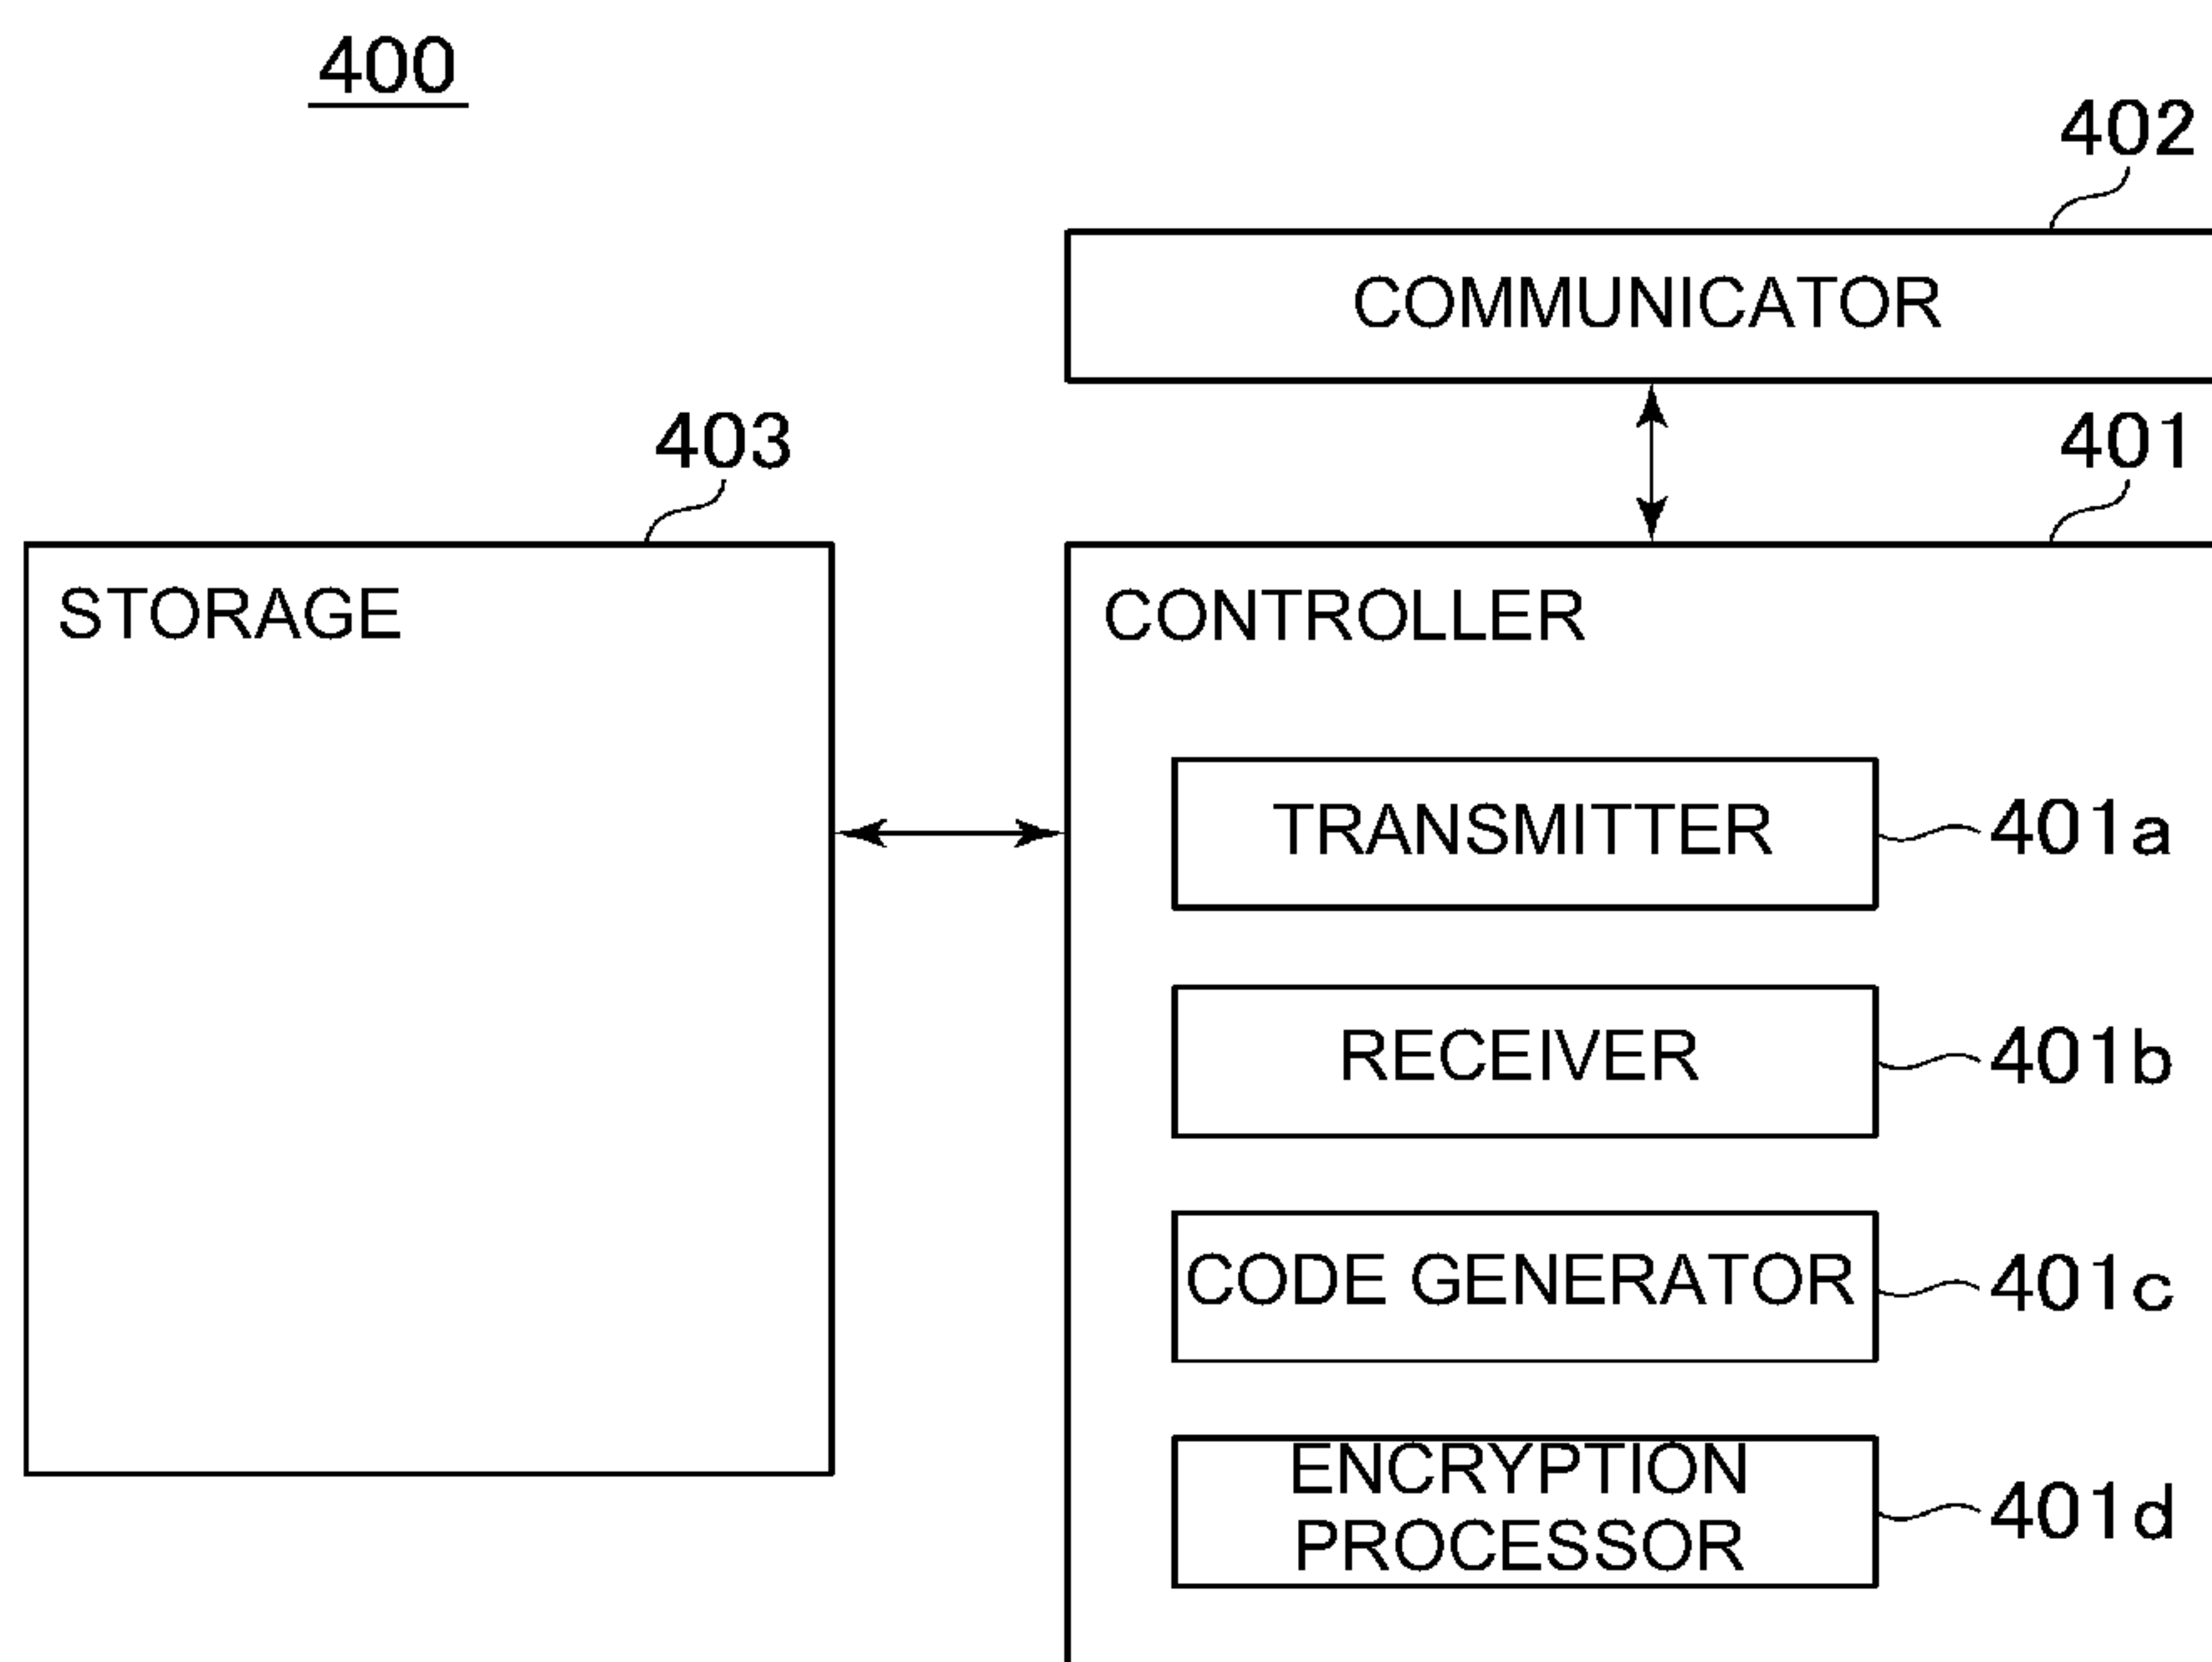 400
402
COMMUNICATOR
403
401
STORAGE
CONTROLLER
TRANSMITTER
401a
RECEIVER
401b
CODE GENERATOR
401c
ENCRYPTION
PROCESSOR
401d